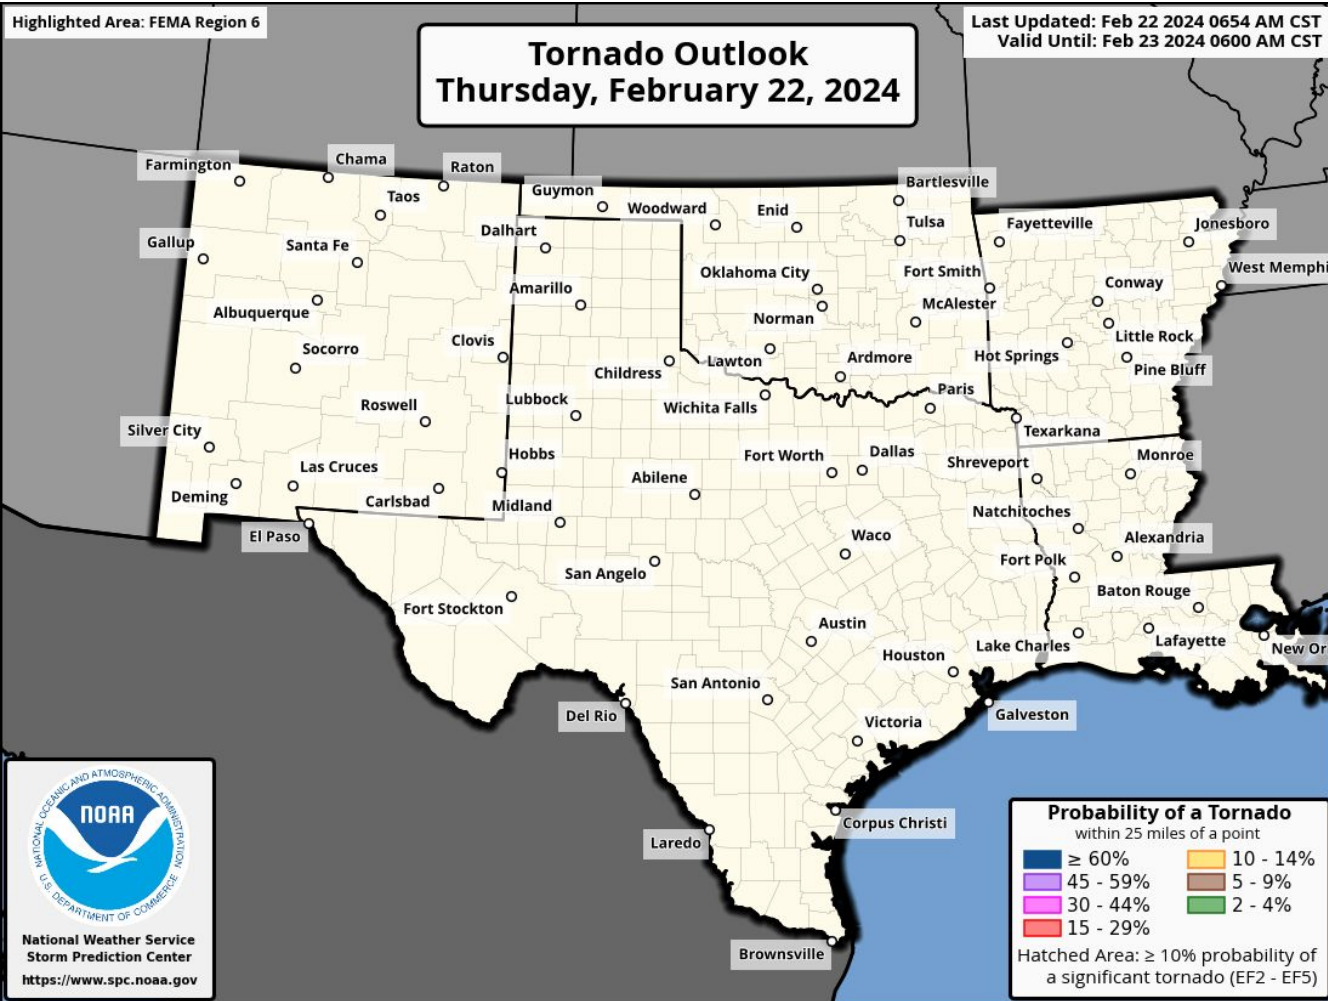 Highlighted Area: FEMA Region 6
Last Updated: Feb 22 2024 0654 AM CST
Valid Until: Feb 23 2024 0600 AM CST
Tornado Outlook
Thursday, February 22, 2024
Farmington
Chama
Raton
Taos
Guymon
Woodward
Enid
Bartlesville
Tulsa
Fayetteville
Jonesboro
Gallup
Santa Fe
Dalhart
Oklahoma City
Fort Smith
West Memphi
Albuquerque
Amarillo
Norman
McAlester
Conway
Socorro
Clovis
Childress
Lawton
Ardmore
Hot Springs
Little Rock
Pine Bluff
Roswell
Lubbock
Wichita Falls
Paris
Texarkana
Silver City
Las Cruces
Hobbs
Abilene
Fort Worth
Dallas
Shreveport
Monroe
Deming
Carlsbad
Midland
Natchitoches
El Paso
San Angelo
Waco
Fort Polk
Alexandria
Fort Stockton
Baton Rouge
Austin
Houston
Lake Charles
Lafayette
New Or
San Antonio
Del Rio
Victoria
Galveston
Corpus Christi
Laredo
Brownsville
NATIONAL OCEANIC AND ATMOSPHERIC ADMINISTRATION
NOAA
U.S. DEPARTMENT OF COMMERCE
National Weather Service
Storm Prediction Center
https://www.spc.noaa.gov
Probability of a Tornado
within 25 miles of a point
≥ 60%
45 - 59%
30 - 44%
15 - 29%
10 - 14%
5 - 9%
2 - 4%
Hatched Area: ≥ 10% probability of
a significant tornado (EF2 - EF5)